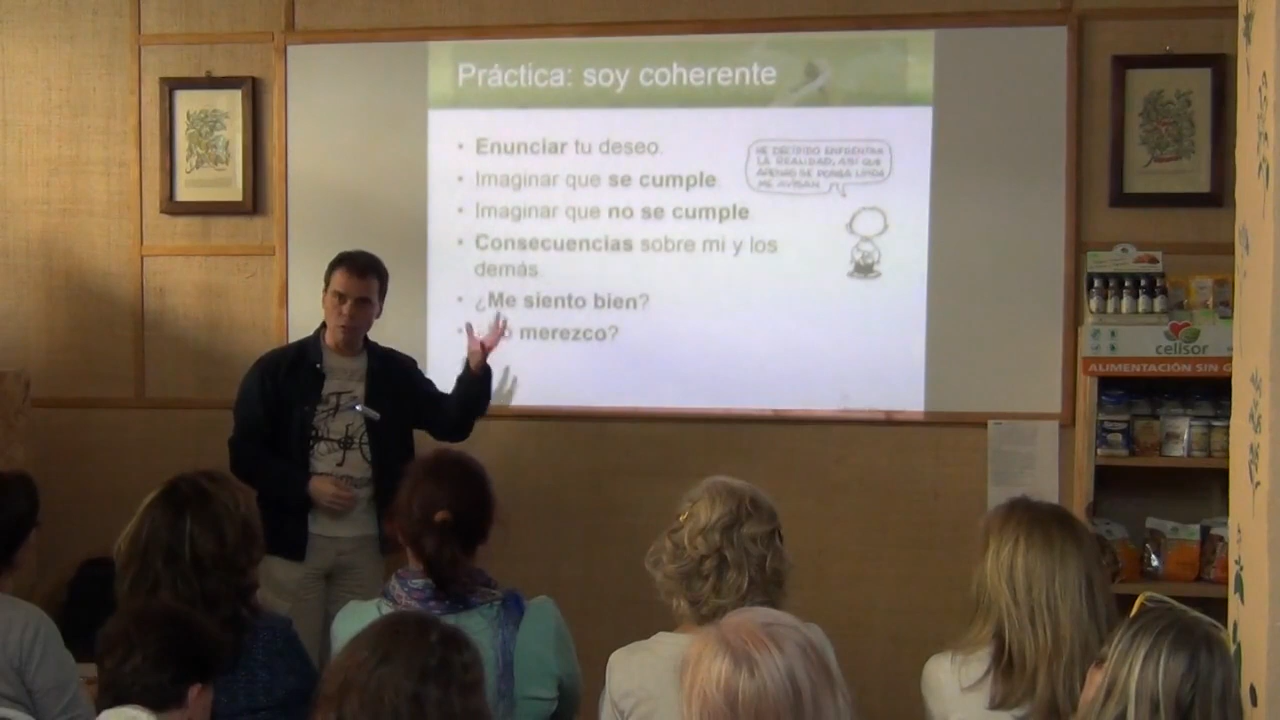 Práctica: soy coherente
• Enunciar tu deseo.
• Imaginar que se cumple
• Imaginar que no se cumple
• Consecuencias sobre mi y los
demás.
• ¿Me siento bien?
• merezco?
HE DECIDIDO ENFRENTAR
LA REALIDAD, ASÍ QUE
APENAS SE PONGA LINDA
ME AVISAN
celisor
ALIMENTACIÓN SIN G